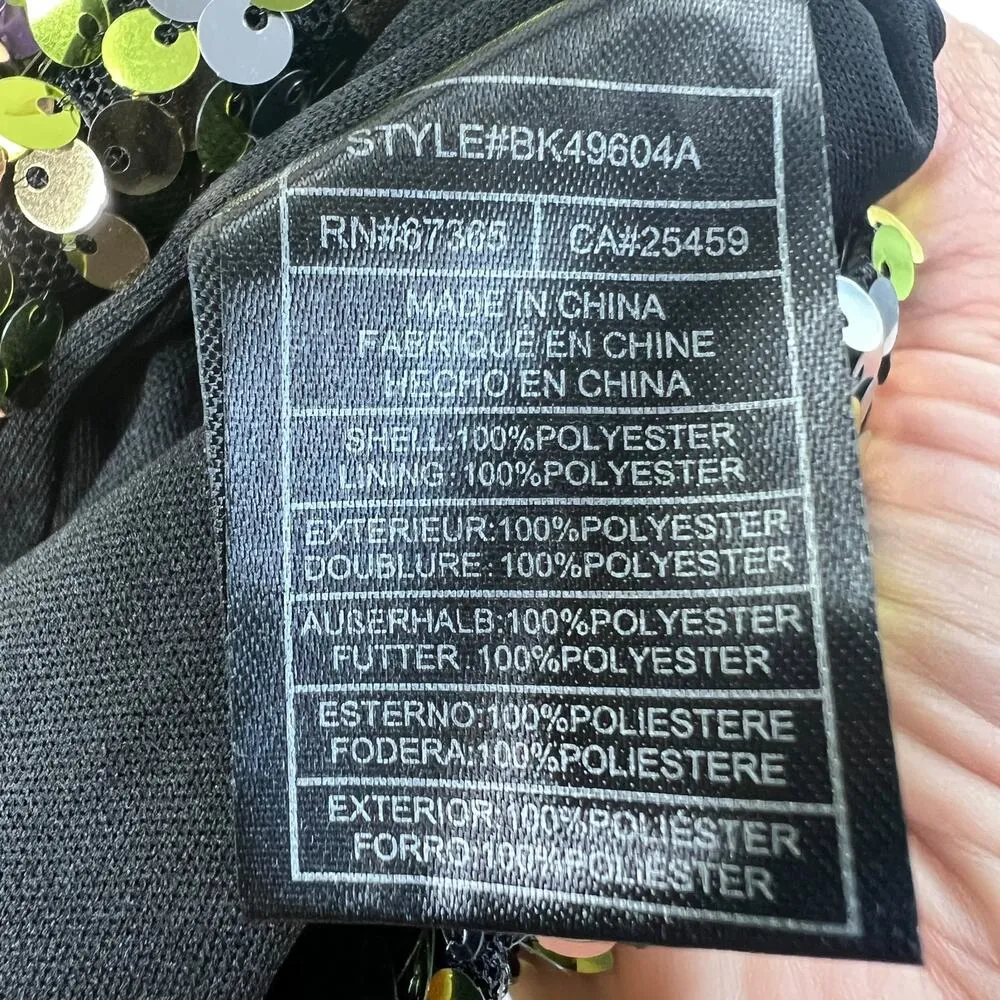 STYLE#BK49604A
RN#67365 CA#25459
MADE IN CHINA
FABRIQUE EN CHINE
HECHO EN CHINA
SHELL:100%POLYESTER
LINING:100%POLYESTER
EXTERIEUR:100%POLYESTER
DOUBLURE:100%POLYESTER
AUßERHALB:100%POLYESTER
FUTTER:100%POLYESTER
ESTERNO:100%POLIESTERE
FODERA:100%POLIESTERE
EXTERIOR:100%POLIÉSTER
FORRO:100%POLIÉSTER